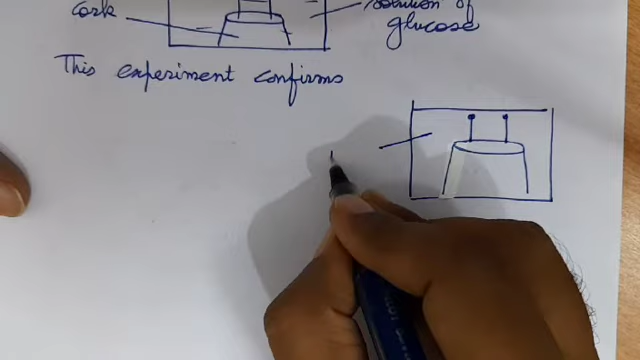 cork
solution of
glucose
This experiment confirms